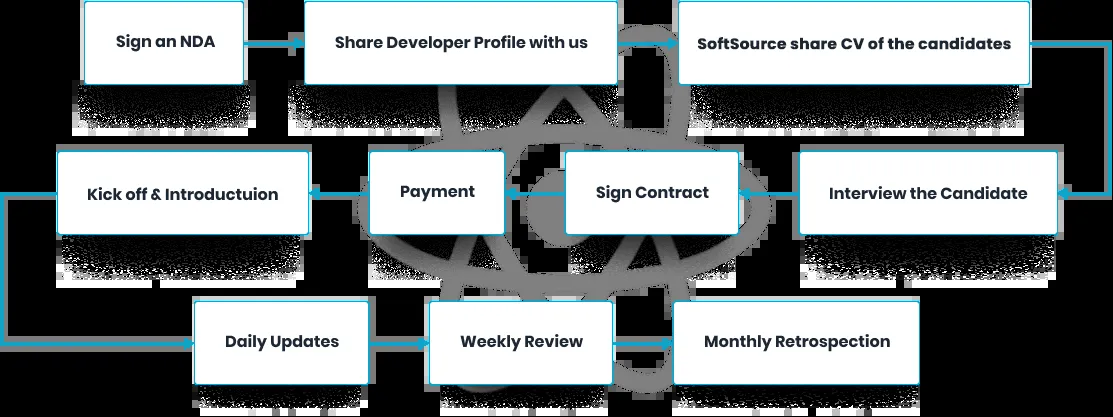 Sign an NDA
Share Developer Profile with us
SoftSource share CV of the candidates
Interview the Candidate
Sign Contract
Payment
Kick off & Introductuion
Daily Updates
Weekly Review
Monthly Retrospection